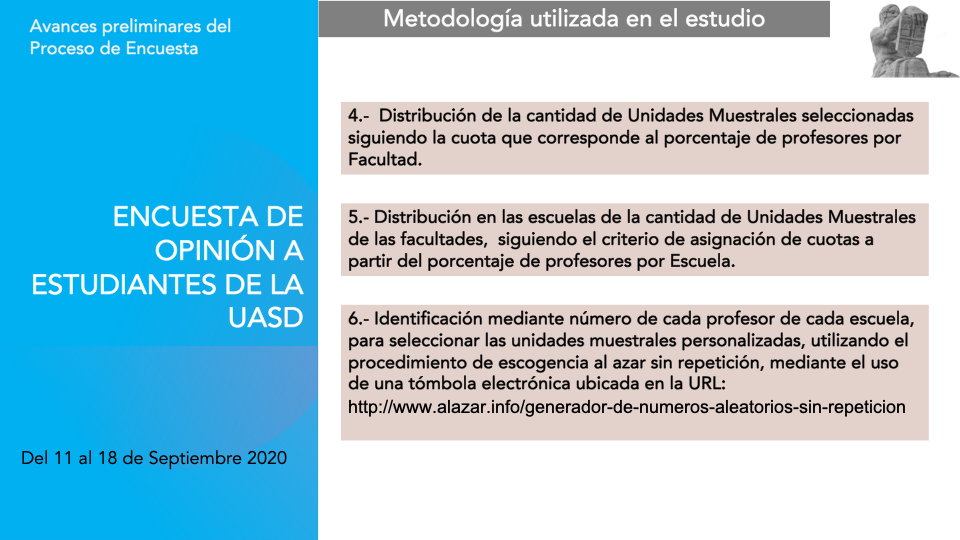 Avances preliminares del
Proceso de Encuesta
Metodología utilizada en el estudio
ENCUESTA DE
OPINIÓN A
ESTUDIANTES DE LA
UASD
Del 11 al 18 de Septiembre 2020
4.- Distribución de la cantidad de Unidades Muestrales seleccionadas
siguiendo la cuota que corresponde al porcentaje de profesores por
Facultad.
5.- Distribución en las escuelas de la cantidad de Unidades Muestrales
de las facultades, siguiendo el criterio de asignación de cuotas a
partir del porcentaje de profesores por Escuela.
6.- Identificación mediante número de cada profesor de cada escuela,
para seleccionar las unidades muestrales personalizadas, utilizando el
procedimiento de escogencia al azar sin repetición, mediante el uso
de una tómbola electrónica ubicada en la URL:
http://www.alazar.info/generador-de-numeros-aleatorios-sin-repeticion